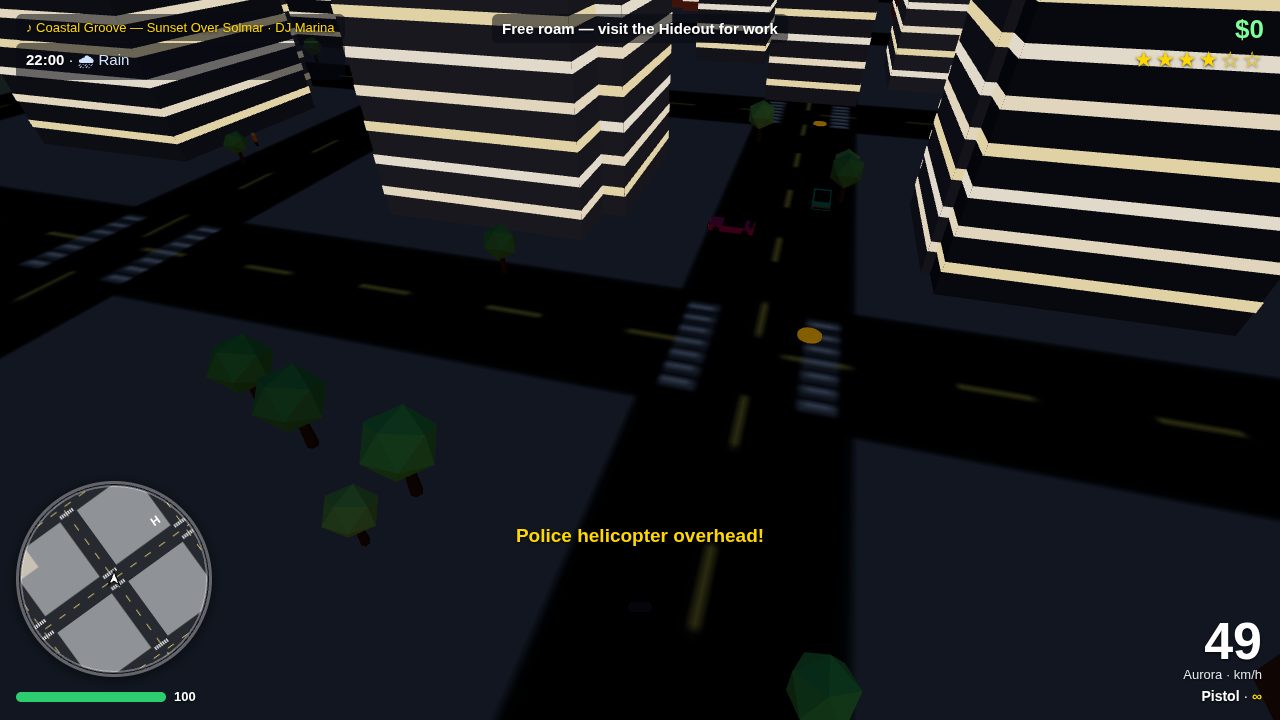 ♪ Coastal Groove — Sunset Over Solmar · DJ Marina
Free roam — visit the Hideout for work
$0
22:00 · 🌧 Rain
★★★★☆☆
H
Police helicopter overhead!
49
Aurora · km/h
100
Pistol · ∞